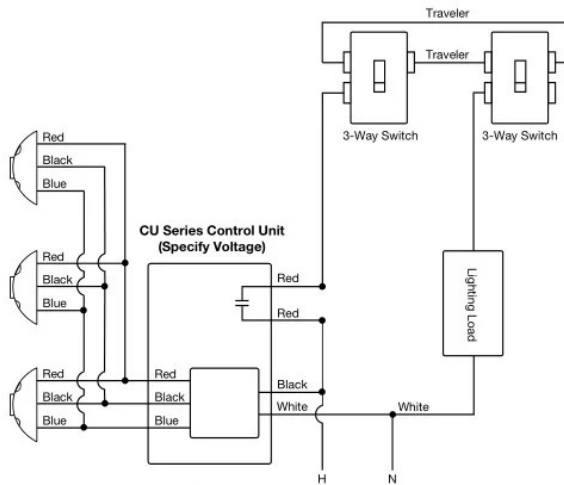 Traveler
Traveler
3-Way Switch
3-Way Switch
Red
Black
Blue
CU Series Control Unit
(Specify Voltage)
Red
Black
Blue
Red
Red
Lighting Load
Red
Red
Black
Black
Black
Blue
Blue
White
White
H
N